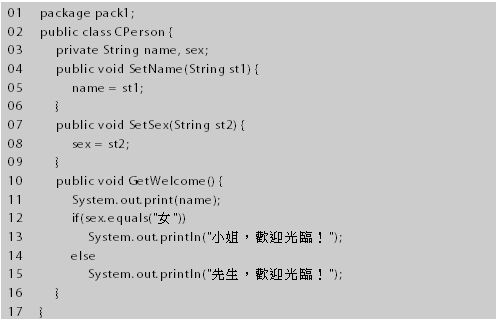 01 package pack1;
02 public class CPerson {
03 private String name, sex;
04 public void SetName(String st1) {
05 name = st1;
06 }
07 public void SetSex(String st2) {
08 sex = st2;
09 }
10 public void GetWelcome() {
11 System.out.print(name);
12 if(sex.equals("女"))
13 System.out.println("小姐，歡迎光臨！");
14 else
15 System.out.println("先生，歡迎光臨！");
16 }
17 }